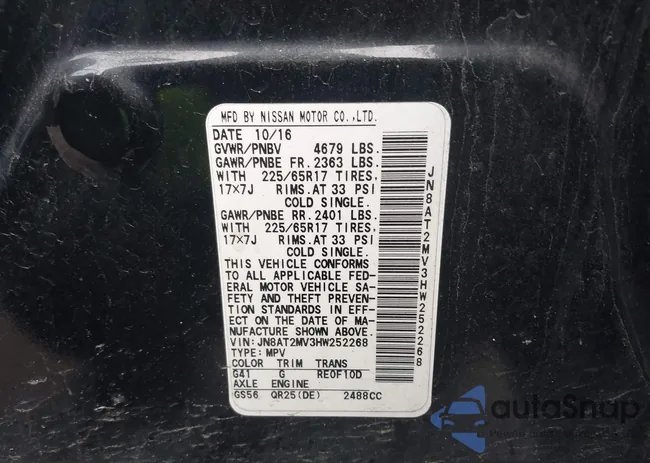 MFD BY NISSAN MOTOR CO.,LTD.
DATE 10/16
GVWR/PNBV 4679 LBS.
GAWR/PNBE FR. 2363 LBS.
WITH 225/65R17 TIRES.
17×7J RIMS. AT 33 PSI
COLD SINGLE.
GAWR/PNBE RR. 2401 LBS.
WITH 225/65R17 TIRES.
17×7J RIMS. AT 33 PSI
COLD SINGLE.
THIS VEHICLE CONFORMS
TO ALL APPLICABLE FED-
ERAL MOTOR VEHICLE SA-
FETY AND THEFT PREVEN-
TION STANDARDS IN EFF-
ECT ON THE DATE OF MA-
NUFACTURE SHOWN ABOVE.
VIN:JN8AT2MV3HW252268
TYPE:MPV
COLOR TRIM TRANS
G41 G RE0F10D
AXLE ENGINE
GS56 QR25(DE) 2488CC
JN8AT2MV3HW252268
autoSnap